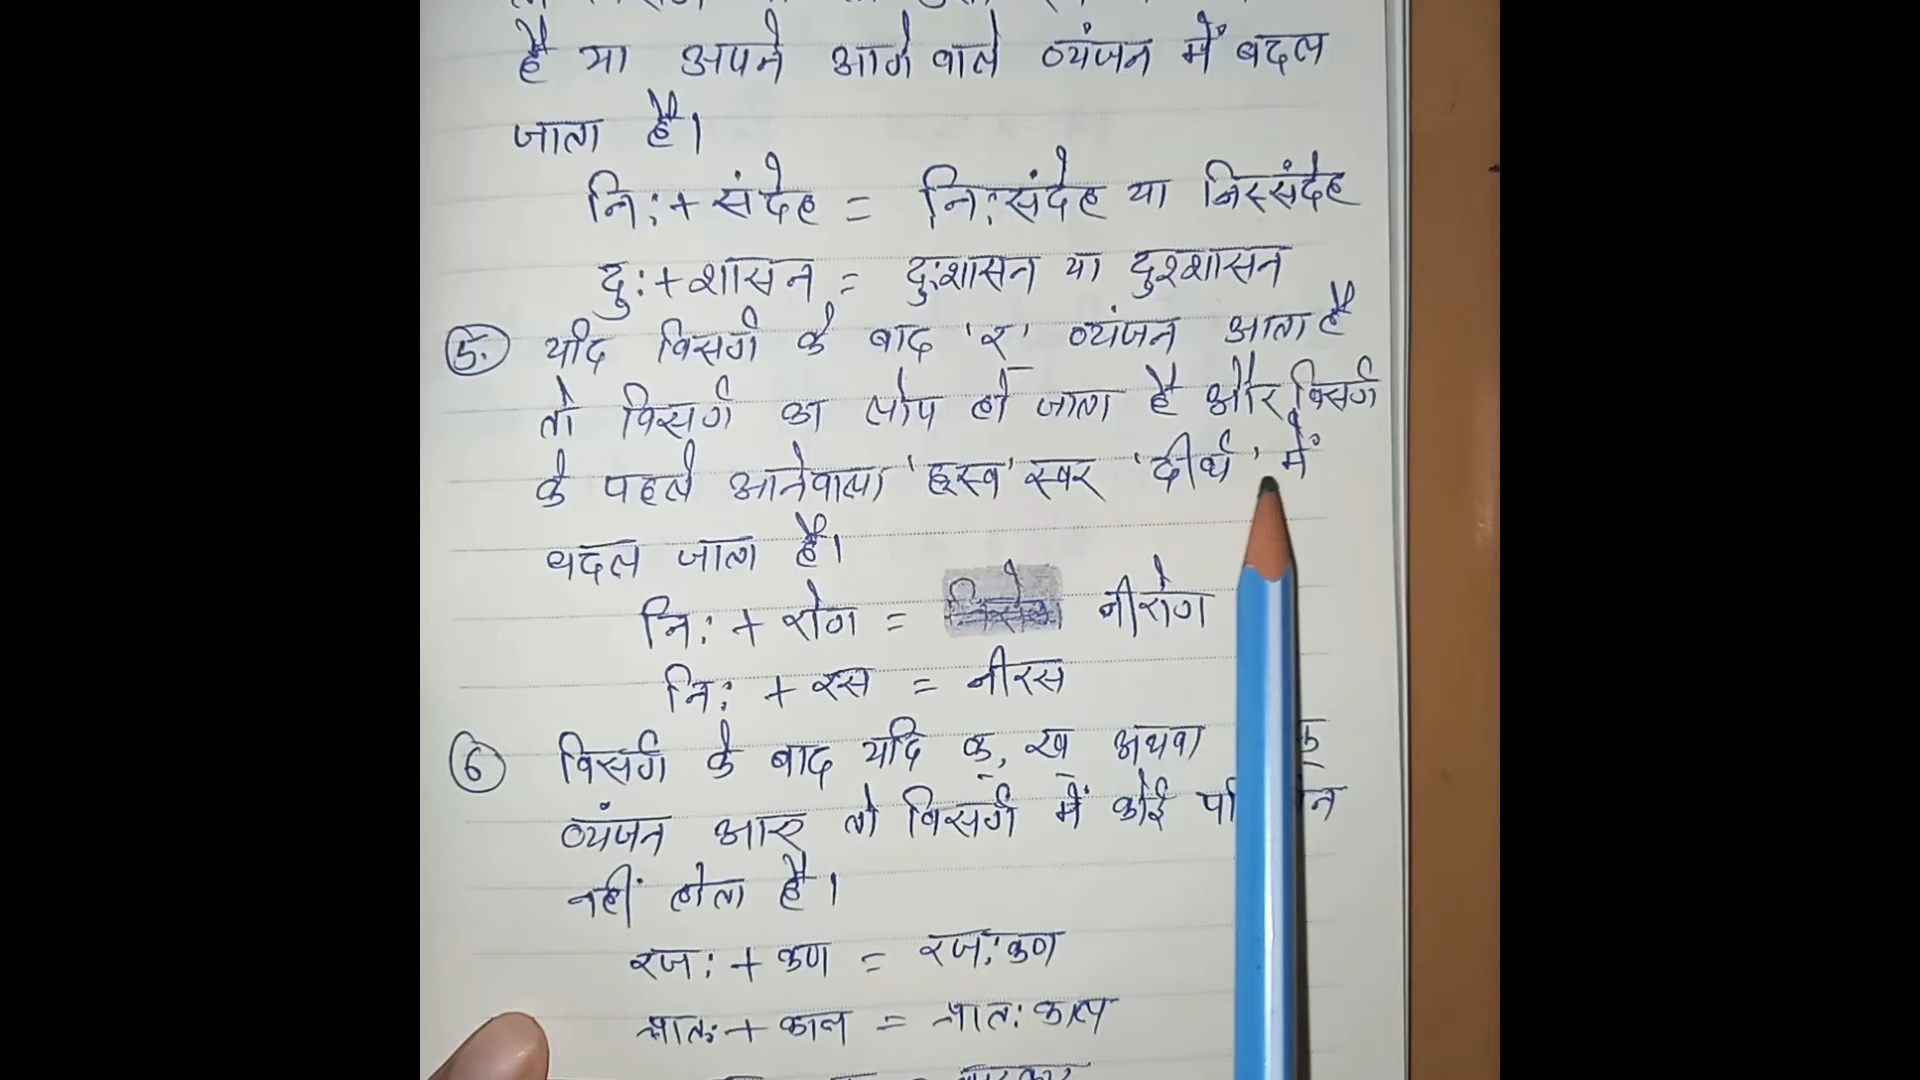 है या अपने आगे वाले व्यंजन में बदल
जाता है।
नि: + संदेह = नि:संदेह या निस्संदेह
दु: + शासन = दु:शासन या दुश्शासन
5. यदि विसर्ग के बाद 'र' व्यंजन आता है
तो विसर्ग का लोप हो जाता है और विसर्ग
के पहले आनेवाला 'ह्रस्व' स्वर 'दीर्घ' में
बदल जाता है।
नि: + रोग = नीरोग
नि: + रस = नीरस
6 विसर्ग के बाद यदि क, ख अथवा
व्यंजन आए तो विसर्ग में कोई
नहीं होता है।
रज: + कण = रज:कण
प्रात: + काल = प्रात:काल